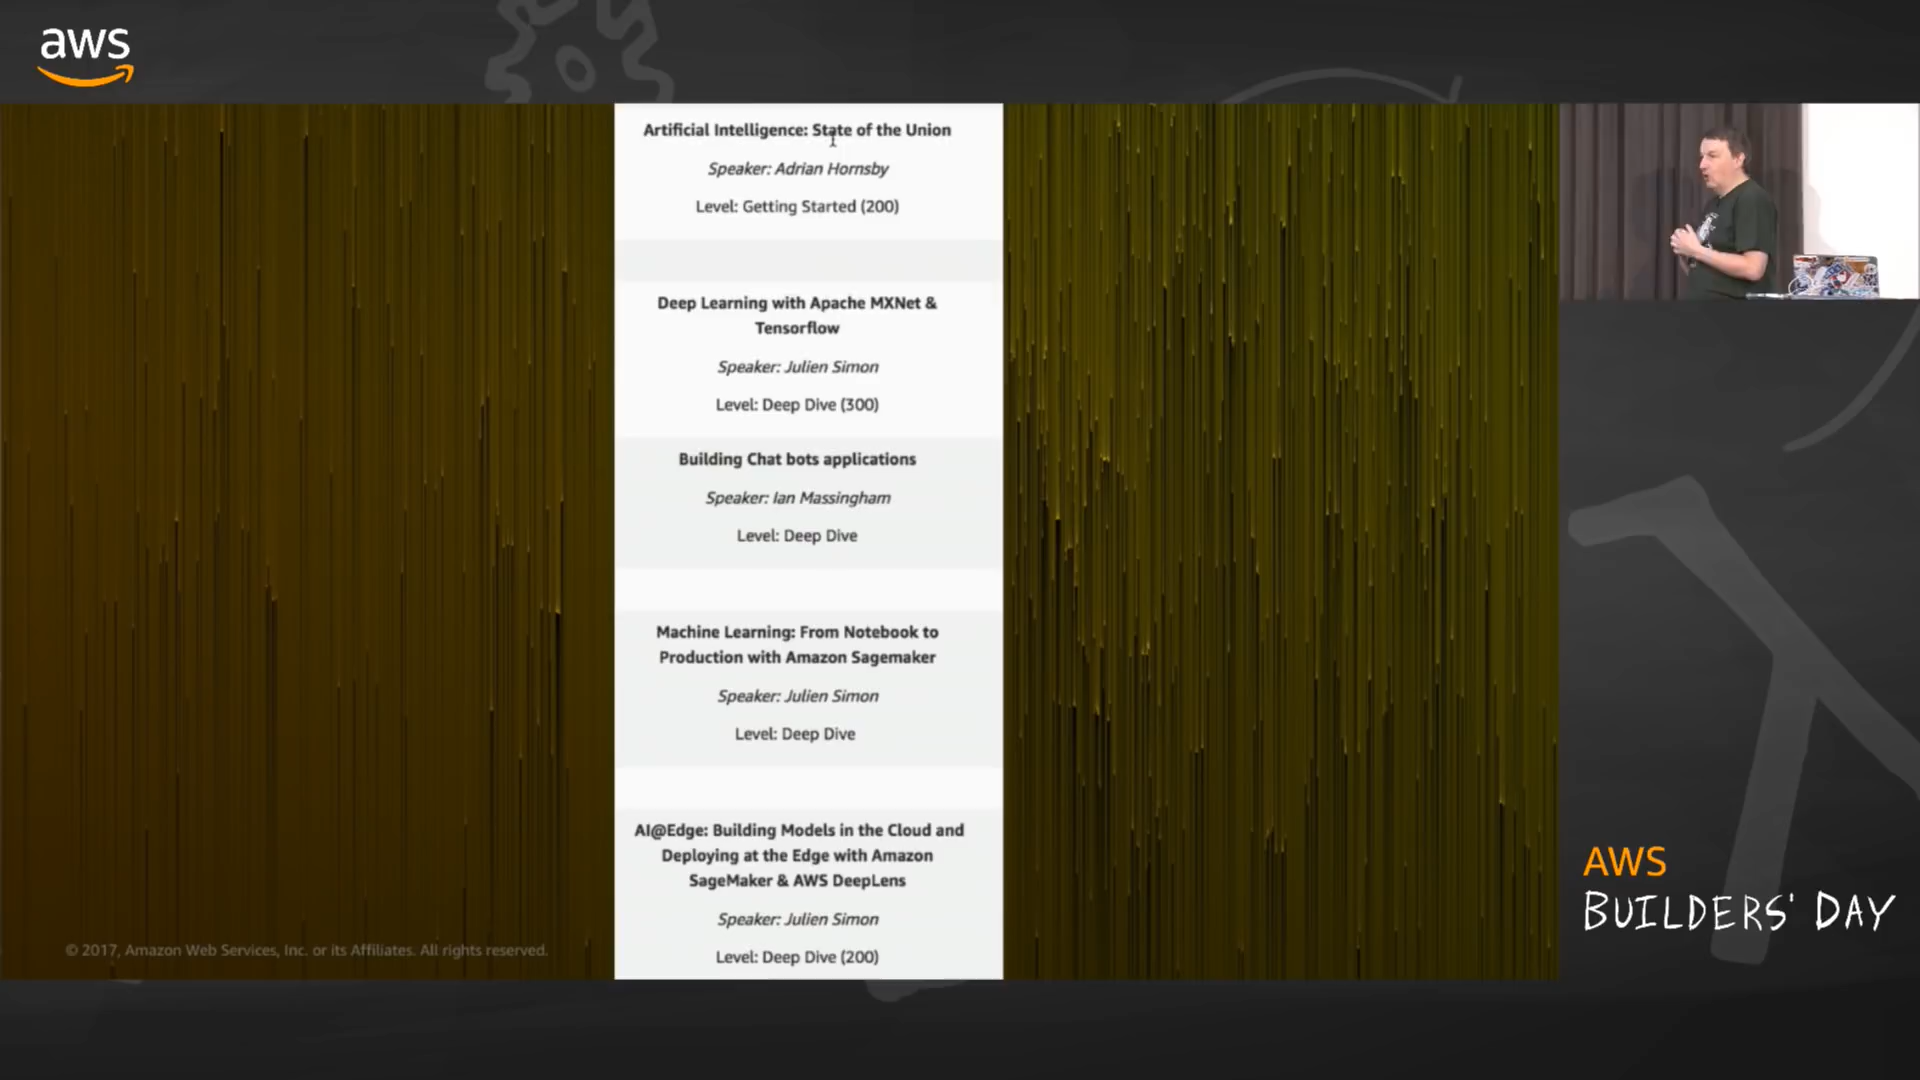 aws
Artificial Intelligence: State of the Union
Speaker: Adrian Hornsby
Level: Getting Started (200)
Deep Learning with Apache MXNet &
Tensorflow
Speaker: Julien Simon
Level: Deep Dive (300)
Building Chat bots applications
Speaker: Ian Massingham
Level: Deep Dive
Machine Learning: From Notebook to
Production with Amazon Sagemaker
Speaker: Julien Simon
Level: Deep Dive
AI@Edge: Building Models in the Cloud and
Deploying at the Edge with Amazon
SageMaker & AWS DeepLens
Speaker: Julien Simon
Level: Deep Dive (200)
© 2017, Amazon Web Services, Inc. or its Affiliates. All rights reserved.
AWS
BUILDERS' DAY